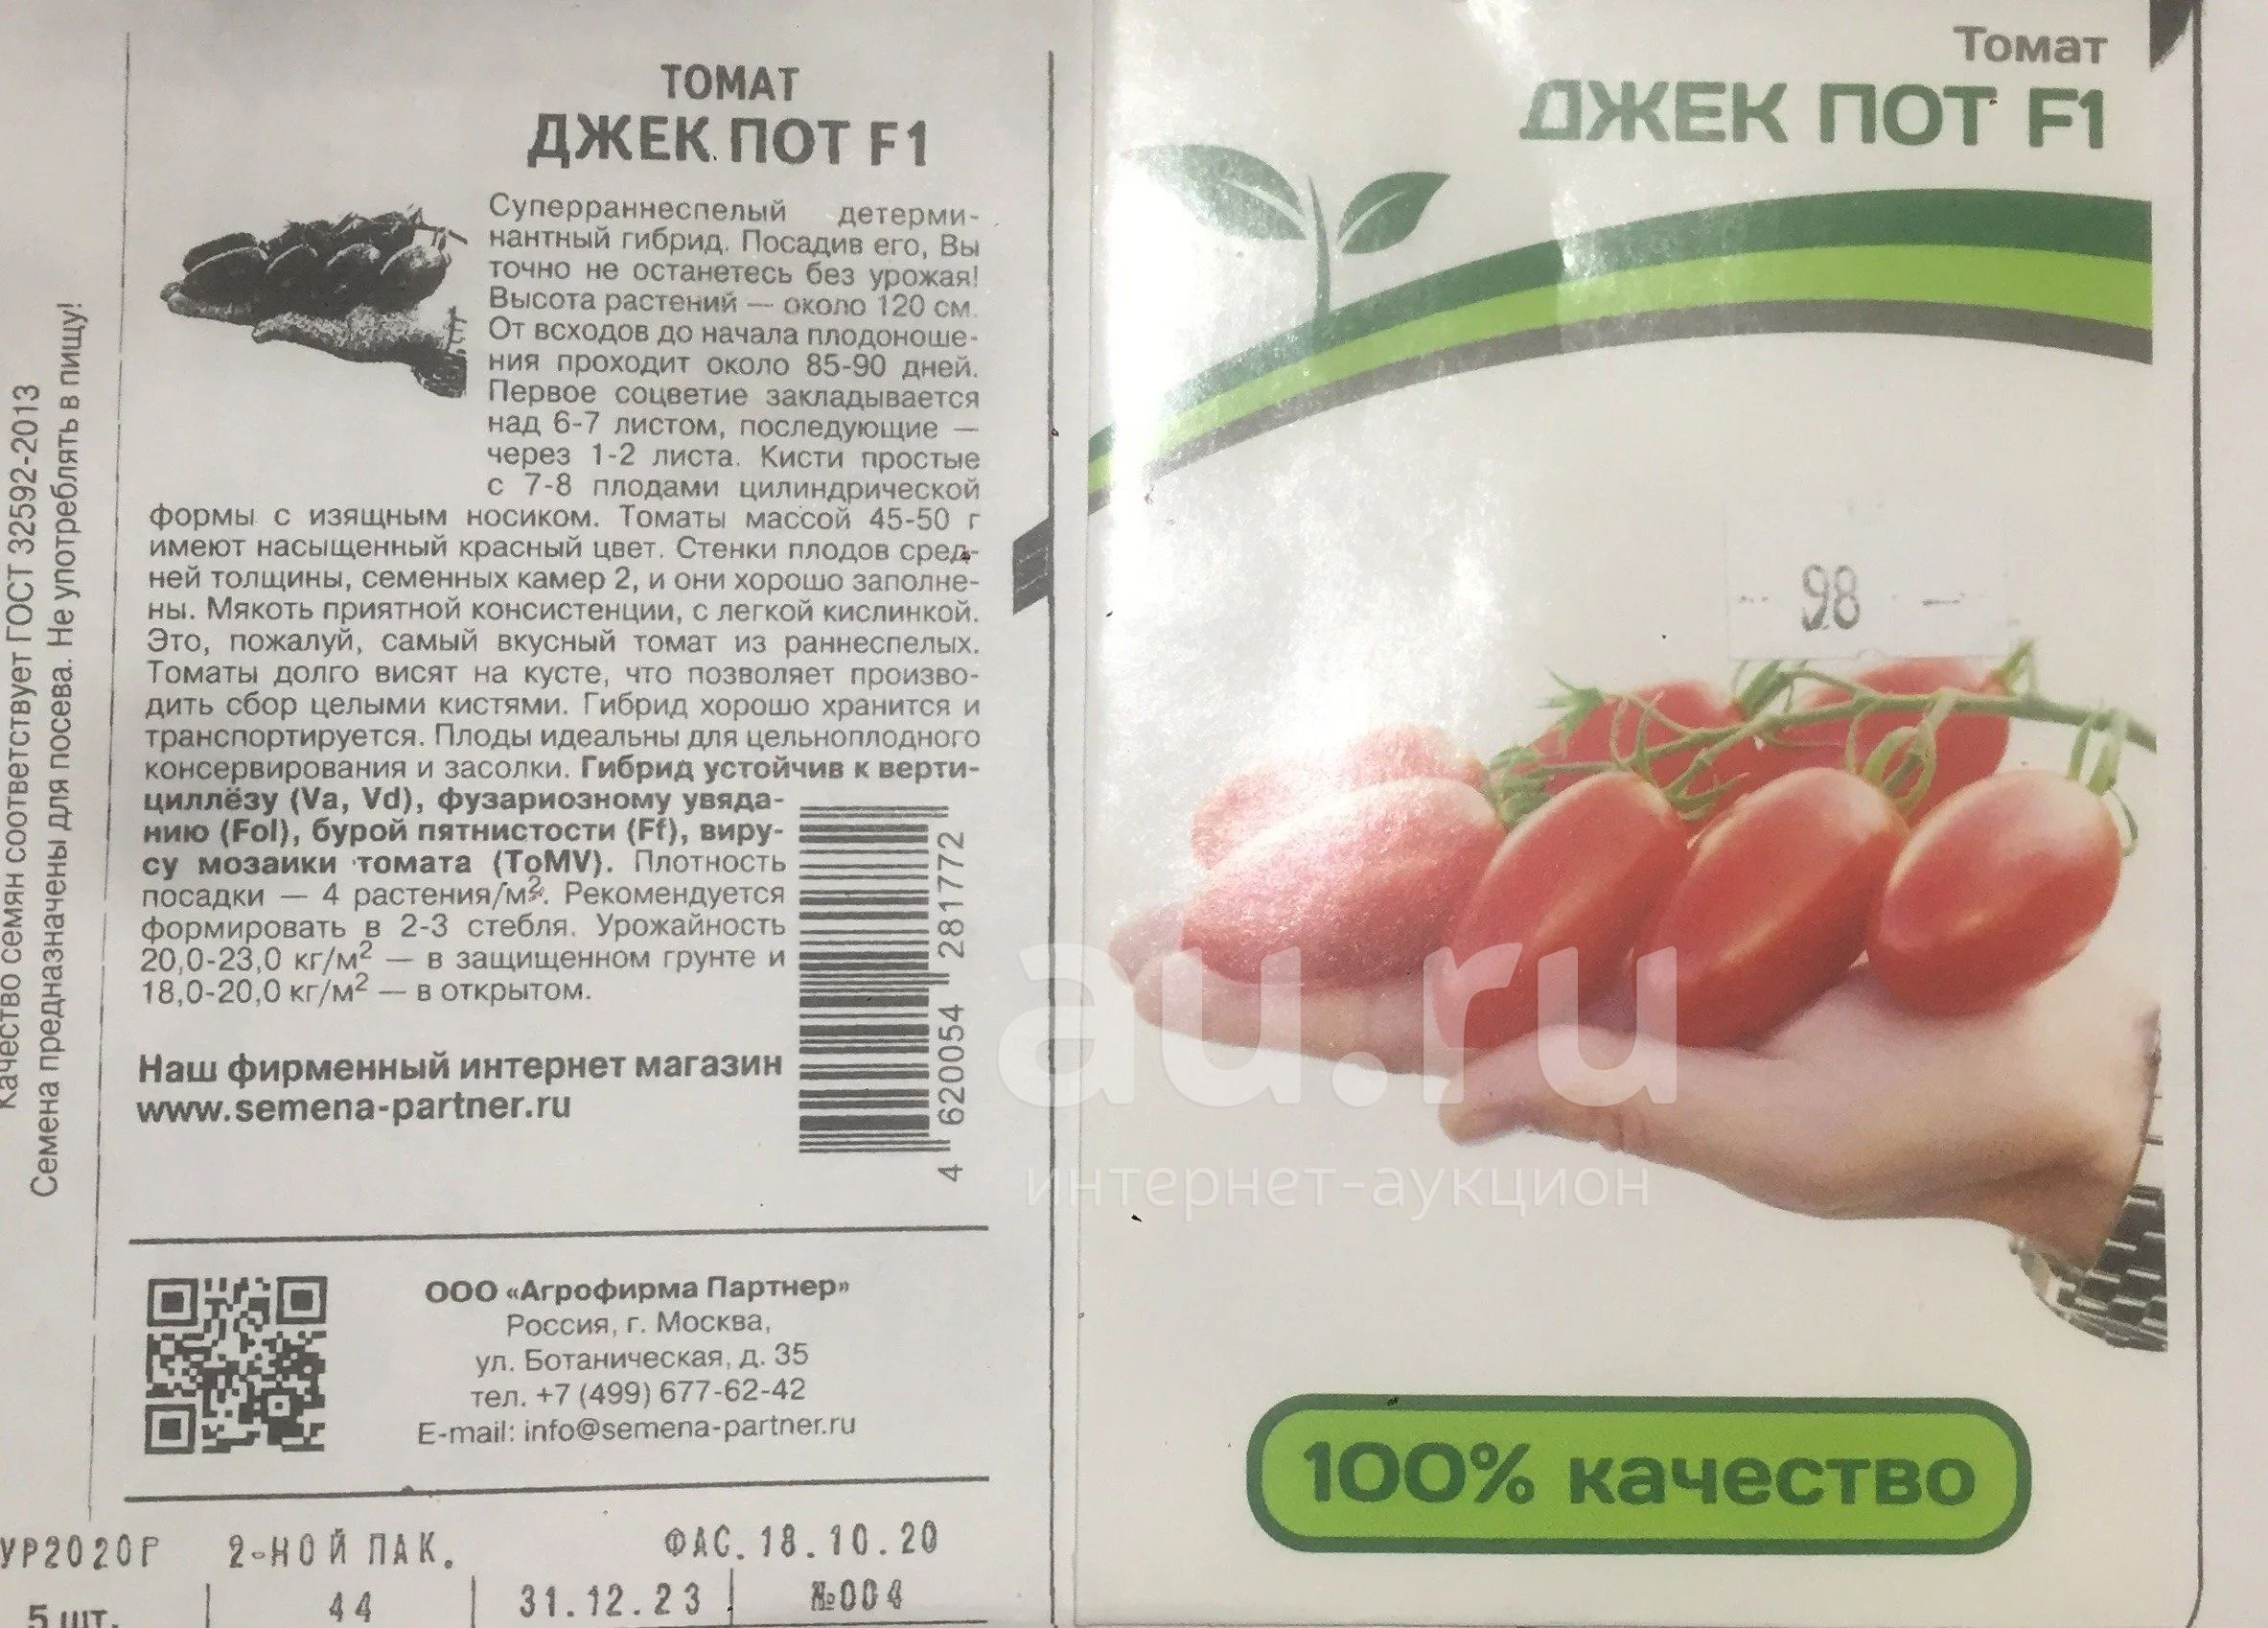 Качество семян соответствует ГОСТ 32592-2013
Семена предназначены для посева. Не употреблять в пищу!
ТОМАТ
ДЖЕК ПОТ F1
Суперраннеспелый детерми-
нантный гибрид. Посадив его, Вы
точно не останетесь без урожая!
Высота растений — около 120 см.
От всходов до начала плодоноше-
ния проходит около 85-90 дней.
Первое соцветие закладывается
над 6-7 листом, последующие —
через 1-2 листа. Кисти простые
с 7-8 плодами цилиндрической
формы с изящным носиком. Томаты массой 45-50 г
имеют насыщенный красный цвет. Стенки плодов сред-
ней толщины, семенных камер 2, и они хорошо заполне-
ны. Мякоть приятной консистенции, с легкой кислинкой.
Это, пожалуй, самый вкусный томат из раннеспелых.
Томаты долго висят на кусте, что позволяет произво-
дить сбор целыми кистями. Гибрид хорошо хранится и
транспортируется. Плоды идеальны для цельноплодного
консервирования и засолки. Гибрид устойчив к верти-
циллёзу (Va, Vd), фузариозному увяда-
нию (Fol), бурой пятнистости (Ff), виру-
су мозаики томата (ToMV). Плотность
посадки — 4 растения/м². Рекомендуется
формировать в 2-3 стебля. Урожайность
20,0-23,0 кг/м² — в защищенном грунте и
18,0-20,0 кг/м² — в открытом.
4 620054 281772
Наш фирменный интернет магазин
www.semena-partner.ru
ООО «Агрофирма Партнер»
Россия, г. Москва,
ул. Ботаническая, д. 35
тел. +7 (499) 677-62-42
E-mail: info@semena-partner.ru
УР2020Г 2-НОЙ ПАК. ФАС.18.10.20
5 шт. 44 31.12.23 №004
Томат
ДЖЕК ПОТ F1
98
au.ru
интернет-аукцион
100% качество